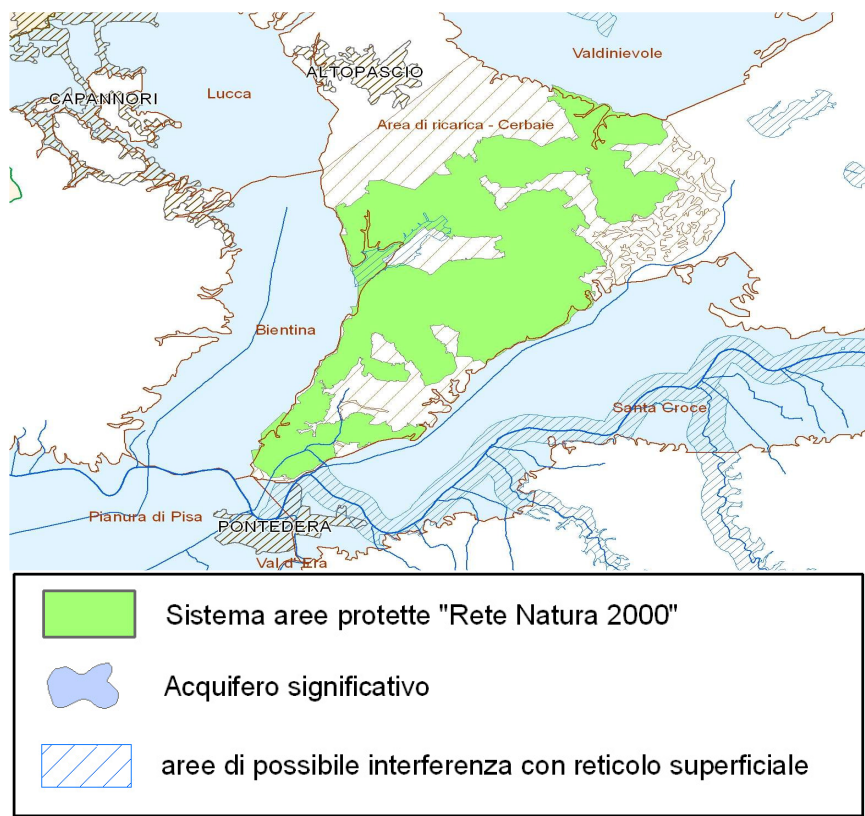 Valdinievole
ALTOPASCIO
CAPANNORI
Lucca
Area di ricarica - Cerbaie
Bientina
Santa Croce
Pianura di Pisa
PONTEDERA
Val d' Era
Sistema aree protette "Rete Natura 2000"
Acquifero significativo
aree di possibile interferenza con reticolo superficiale